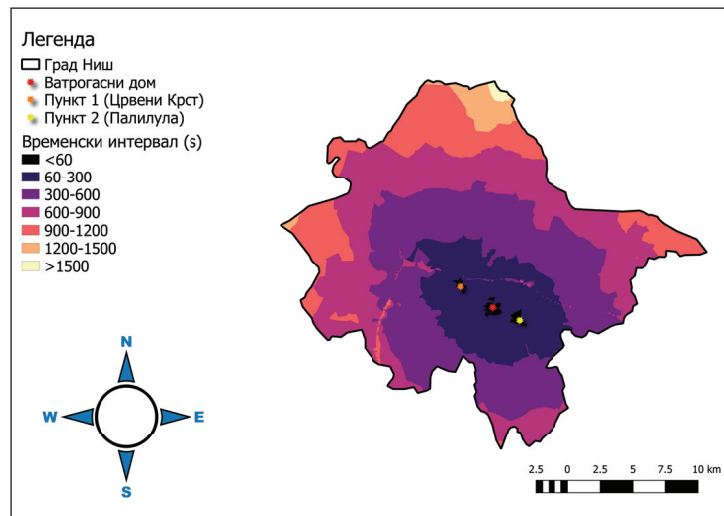 Легенда
Град Ниш
Ватрогасни дом
Пункт 1 (Црвени Крст)
Пункт 2 (Палилула)
Временски интервал (s)
<60
60-300
300-600
600-900
900-1200
1200-1500
>1500
N
W E
S
2.5 0 2.5 5 7.5 10 km